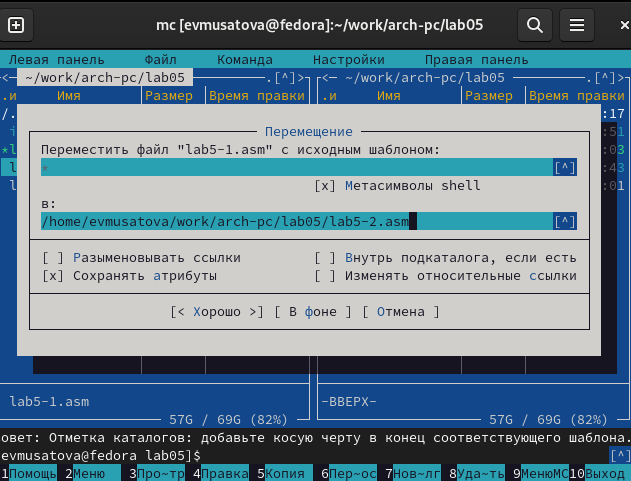 mc [evmusatova@fedora]:~/work/arch-pc/lab05
Левая панель Файл Команда Настройки Правая панель
<— ~/work/arch-pc/lab05 .[^]> <— ~/work/arch-pc/lab05 .[^]>
.и Имя Размер Время правки .и Имя Размер Время правки
/. :17
Перемещение
Переместить файл "lab5-1.asm" с исходным шаблоном:
* [^]
[x] Метасимволы shell
в:
/home/evmusatova/work/arch-pc/lab05/lab5-2.asm [^]
[ ] Разыменовывать ссылки [ ] Внутрь подкаталога, если есть
[x] Сохранять атрибуты [ ] Изменять относительные ссылки
[< Хорошо >] [ В фоне ] [ Отмена ]
lab5-1.asm -ВВЕРХ-
57G / 69G (82%) 57G / 69G (82%)
овет: Отметка каталогов: добавьте косую черту в конец соответствующего шаблона.
evmusatova@fedora lab05]$ [^]
1Помощь 2Меню 3Про~тр 4Правка 5Копия 6Пер~ос 7Нов~лг 8Уда~ть 9МенюМС 10Выход